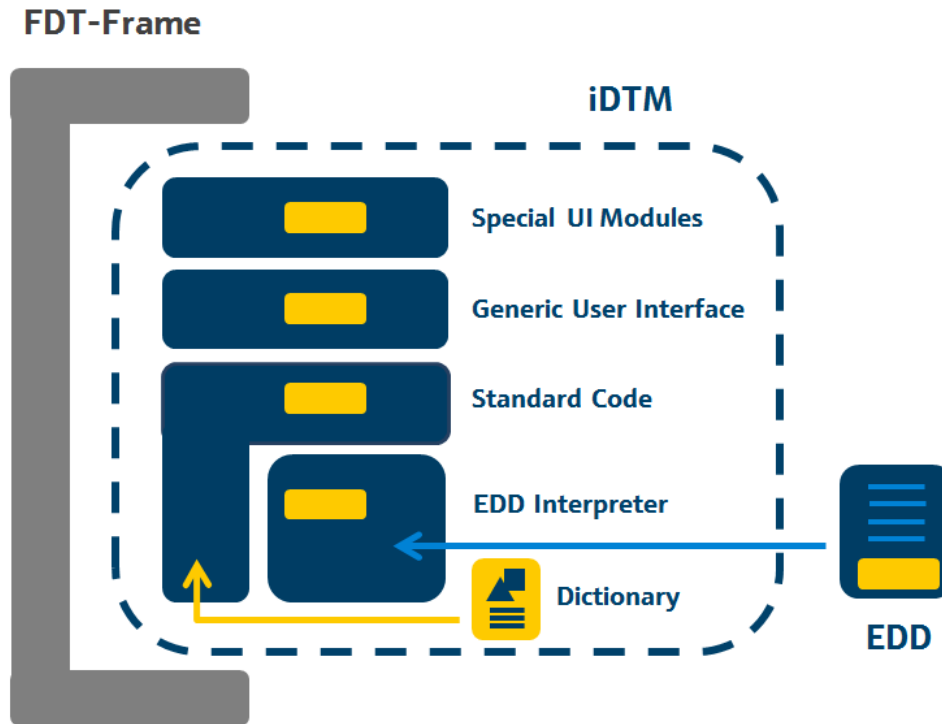 FDT-Frame
iDTM
Special UI Modules
Generic User Interface
Standard Code
EDD Interpreter
Dictionary
EDD